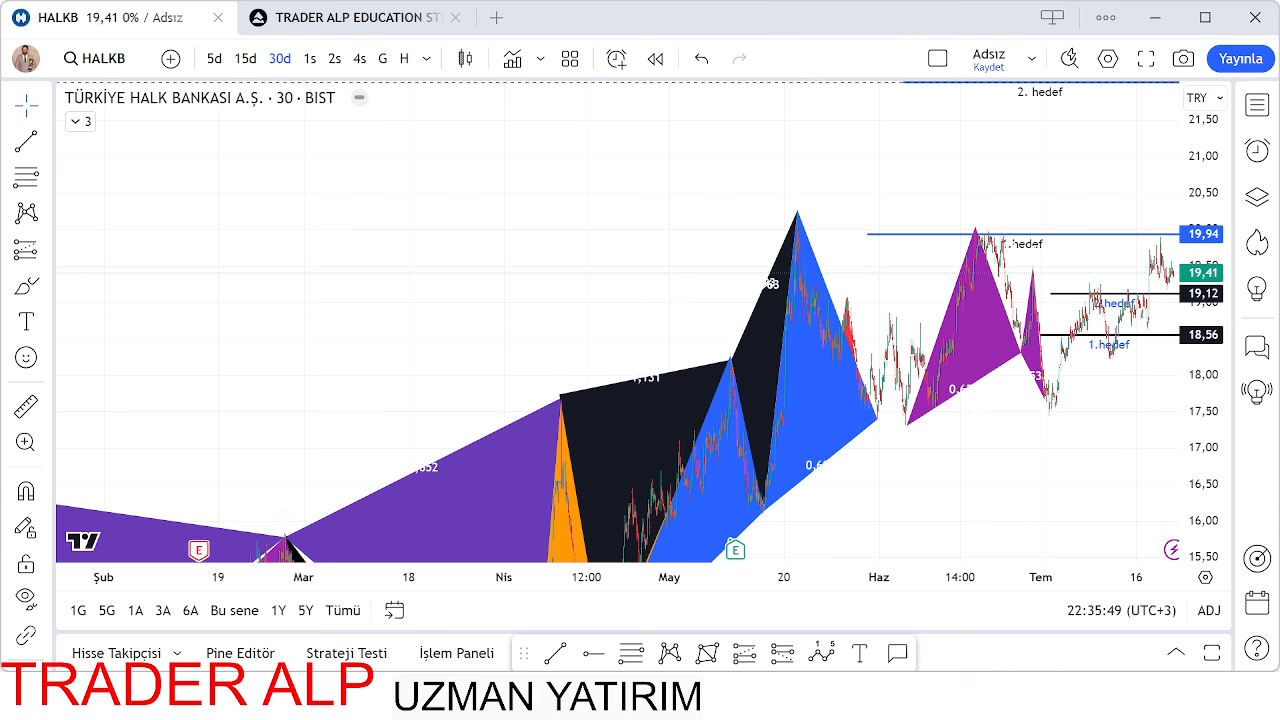 HALKB 19,41 0% / Adsız
TRADER ALP EDUCATION ST
HALKB
5d 15d 30d 1s 2s 4s G H
Adsız
Kaydet
Yayınla
TÜRKİYE HALK BANKASI A.Ş. · 30 · BIST
3
2. hedef
TRY
21,50
21,00
20,50
19,94
19,41
19,12
18,56
18,00
17,50
17,00
16,50
16,00
15,50
1.hedef
2.hedef
1.hedef
E
E
Şub 19 Mar 18 Nis 12:00 May 20 Haz 14:00 Tem 16
1G 5G 1A 3A 6A Bu sene 1Y 5Y Tümü
22:35:49 (UTC+3) ADJ
Hisse Takipçisi Pine Editör Strateji Testi İşlem Paneli
TRADER ALP UZMAN YATIRIM